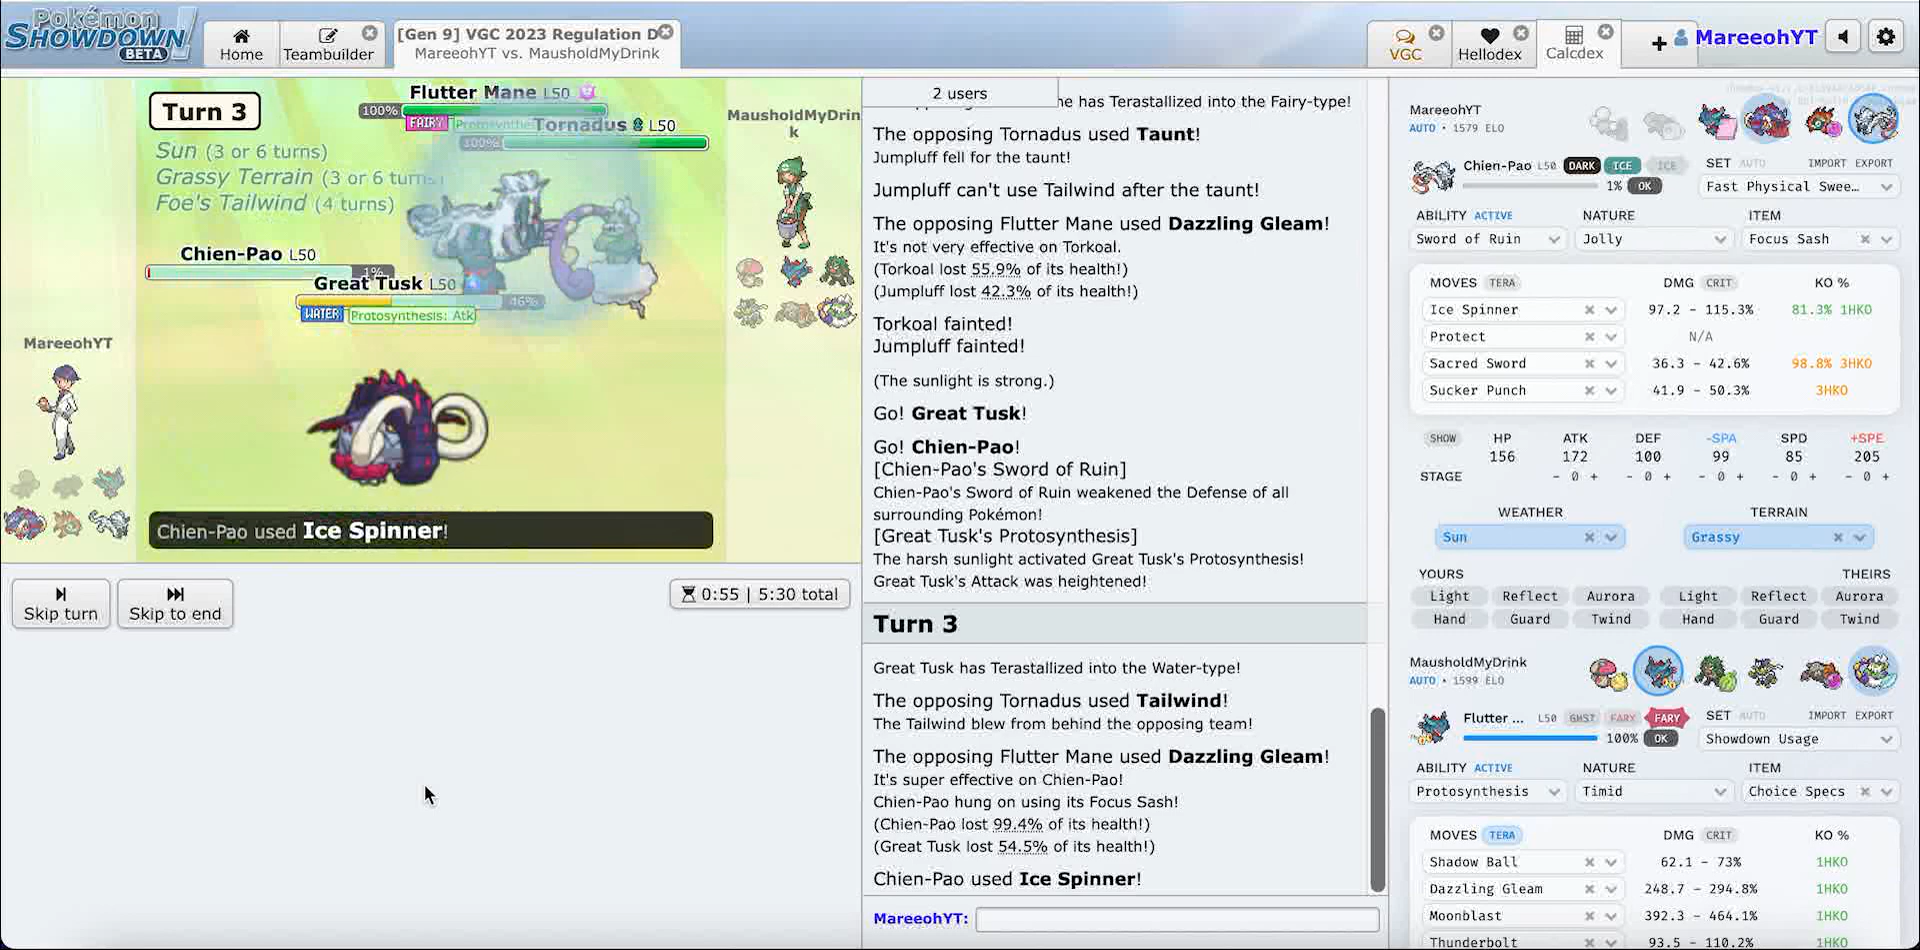 Pokémon
SHOWDOWN!
BETA
Home
Teambuilder
[Gen 9] VGC 2023 Regulation D
MareeohYT vs. MausholdMyDrink
VGC
Hellodex
Calcdex
MareeohYT
Turn 3
Sun (3 or 6 turns)
Grassy Terrain (3 or 6 turns)
Foe's Tailwind (4 turns)
Flutter Mane L50
100%
FAIRY
Tornadus L50
100%
Chien-Pao L50
1%
Great Tusk L50
46%
WATER Protosynthesis: Atk
MausholdMyDrin
k
MareeohYT
Chien-Pao used Ice Spinner!
Skip turn
Skip to end
0:55 | 5:30 total
2 users
ne has Terastallized into the Fairy-type!
The opposing Tornadus used Taunt!
Jumpluff fell for the taunt!
Jumpluff can't use Tailwind after the taunt!
The opposing Flutter Mane used Dazzling Gleam!
It's not very effective on Torkoal.
(Torkoal lost 55.9% of its health!)
(Jumpluff lost 42.3% of its health!)
Torkoal fainted!
Jumpluff fainted!
(The sunlight is strong.)
Go! Great Tusk!
Go! Chien-Pao!
[Chien-Pao's Sword of Ruin]
Chien-Pao's Sword of Ruin weakened the Defense of all
surrounding Pokémon!
[Great Tusk's Protosynthesis]
The harsh sunlight activated Great Tusk's Protosynthesis!
Great Tusk's Attack was heightened!
Turn 3
Great Tusk has Terastallized into the Water-type!
The opposing Tornadus used Tailwind!
The Tailwind blew from behind the opposing team!
The opposing Flutter Mane used Dazzling Gleam!
It's super effective on Chien-Pao!
Chien-Pao hung on using its Focus Sash!
(Chien-Pao lost 99.4% of its health!)
(Great Tusk lost 54.5% of its health!)
Chien-Pao used Ice Spinner!
MareeohYT:
MareeohYT
AUTO • 1579 ELO
Chien-Pao L50 DARK ICE ICE
1% OK
SET AUTO IMPORT EXPORT
Fast Physical Swee…
ABILITY ACTIVE NATURE ITEM
Sword of Ruin Jolly Focus Sash
MOVES TERA DMG CRIT KO %
Ice Spinner 97.2 - 115.3% 81.3% 1HKO
Protect N/A
Sacred Sword 36.3 - 42.6% 98.8% 3HKO
Sucker Punch 41.9 - 50.3% 3HKO
SHOW HP ATK DEF -SPA SPD +SPE
156 172 100 99 85 205
STAGE - 0 + - 0 + - 0 + - 0 + - 0 +
WEATHER TERRAIN
Sun Grassy
YOURS THEIRS
Light Reflect Aurora Light Reflect Aurora
Hand Guard Twind Hand Guard Twind
MausholdMyDrink
AUTO • 1599 ELO
Flutter … L50 GHST FARY FARY
100% OK
SET AUTO IMPORT EXPORT
Showdown Usage
ABILITY ACTIVE NATURE ITEM
Protosynthesis Timid Choice Specs
MOVES TERA DMG CRIT KO %
Shadow Ball 62.1 - 73% 1HKO
Dazzling Gleam 248.7 - 294.8% 1HKO
Moonblast 392.3 - 464.1% 1HKO
Thunderbolt 93.5 - 110.2% 1HKO